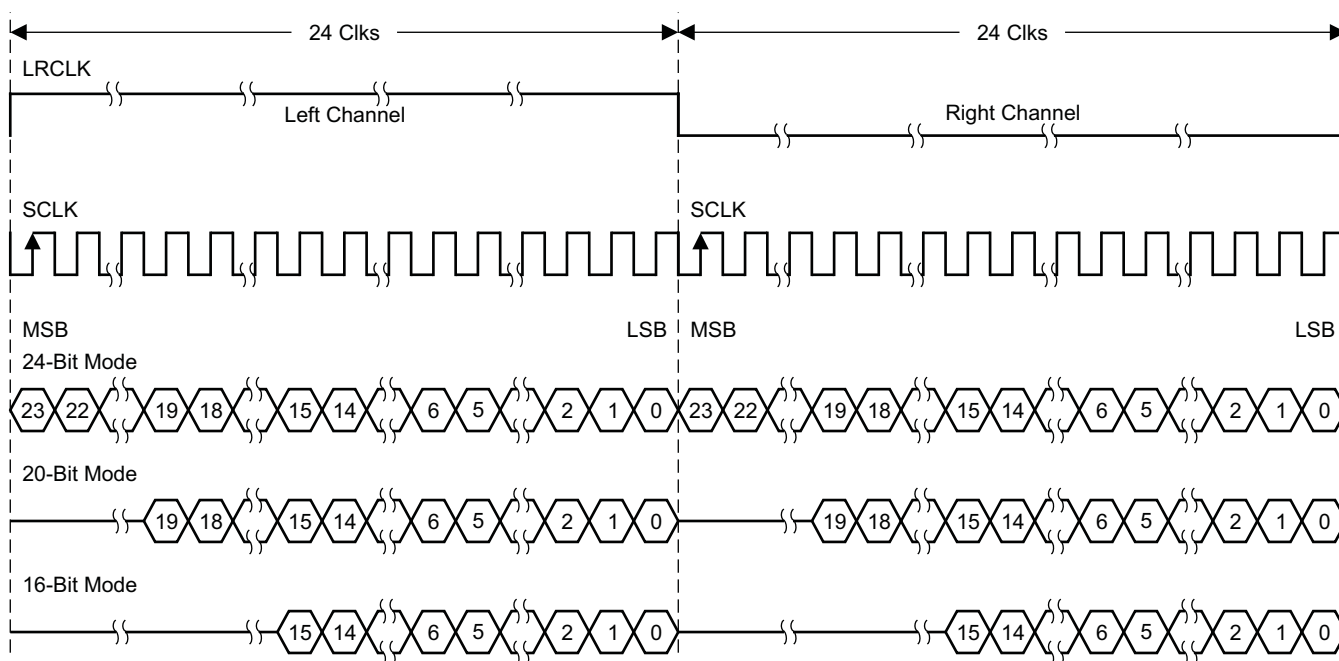 24 Clks 24 Clks
LRCLK
Left Channel Right Channel
SCLK SCLK
MSB LSB MSB LSB
24-Bit Mode
23 22 19 18 15 14 6 5 2 1 0 23 22 19 18 15 14 6 5 2 1 0
20-Bit Mode
19 18 15 14 6 5 2 1 0 19 18 15 14 6 5 2 1 0
16-Bit Mode
15 14 6 5 2 1 0 15 14 6 5 2 1 0